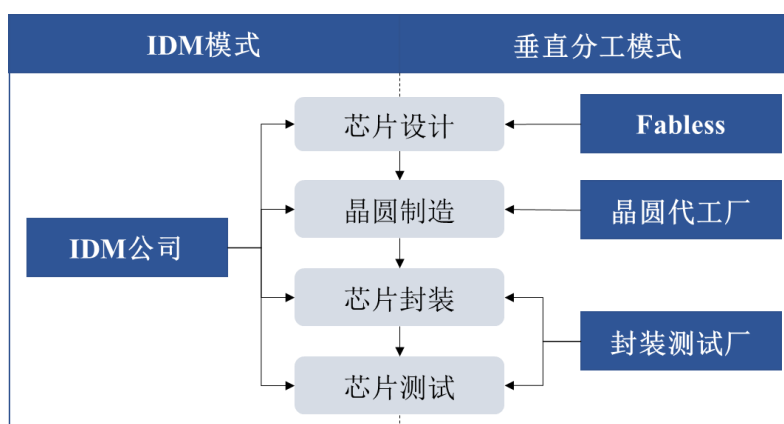 IDM模式
垂直分工模式
芯片设计
Fabless
晶圆制造
晶圆代工厂
IDM公司
芯片封装
封装测试厂
芯片测试